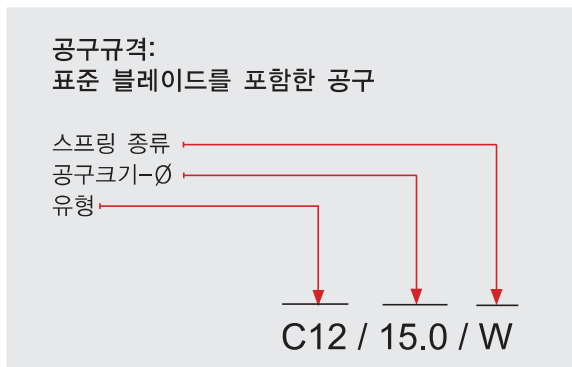 공구규격:
표준 블레이드를 포함한 공구
스프링 종류
공구크기-Ø
유형
C12 / 15.0 / W